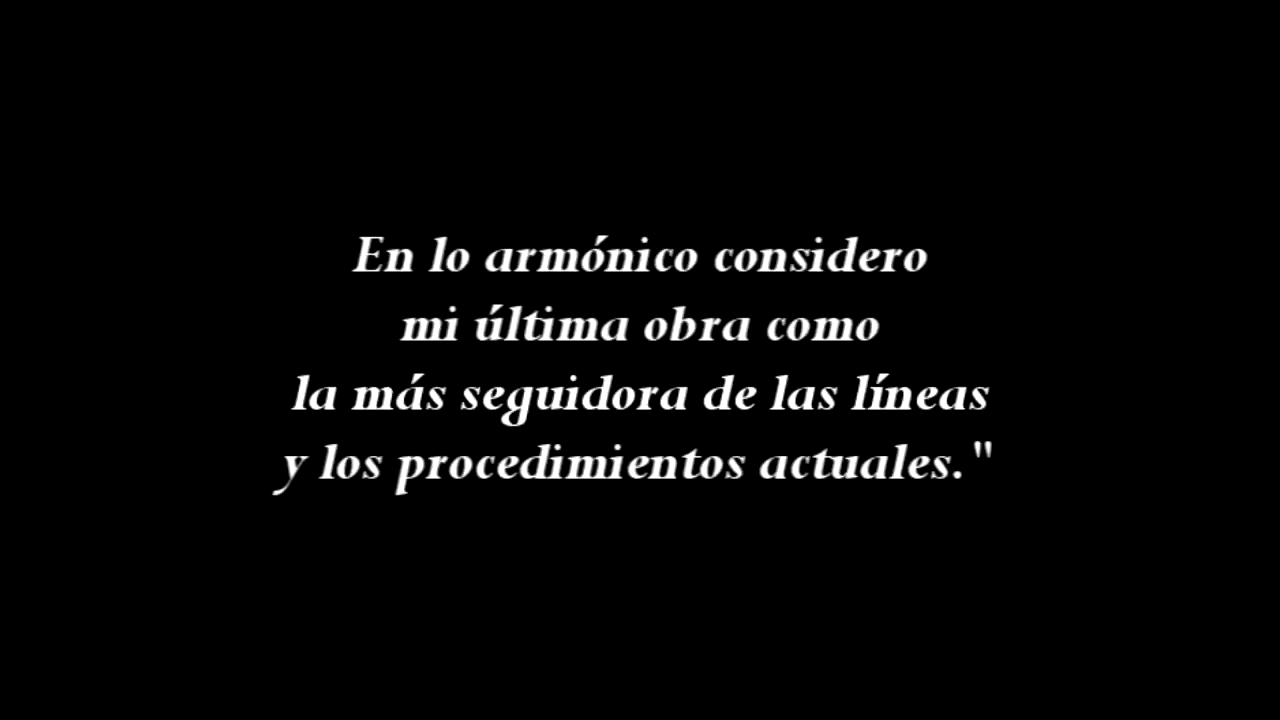 En lo armónico considero
mi última obra como
la más seguidora de las líneas
y los procedimientos actuales."